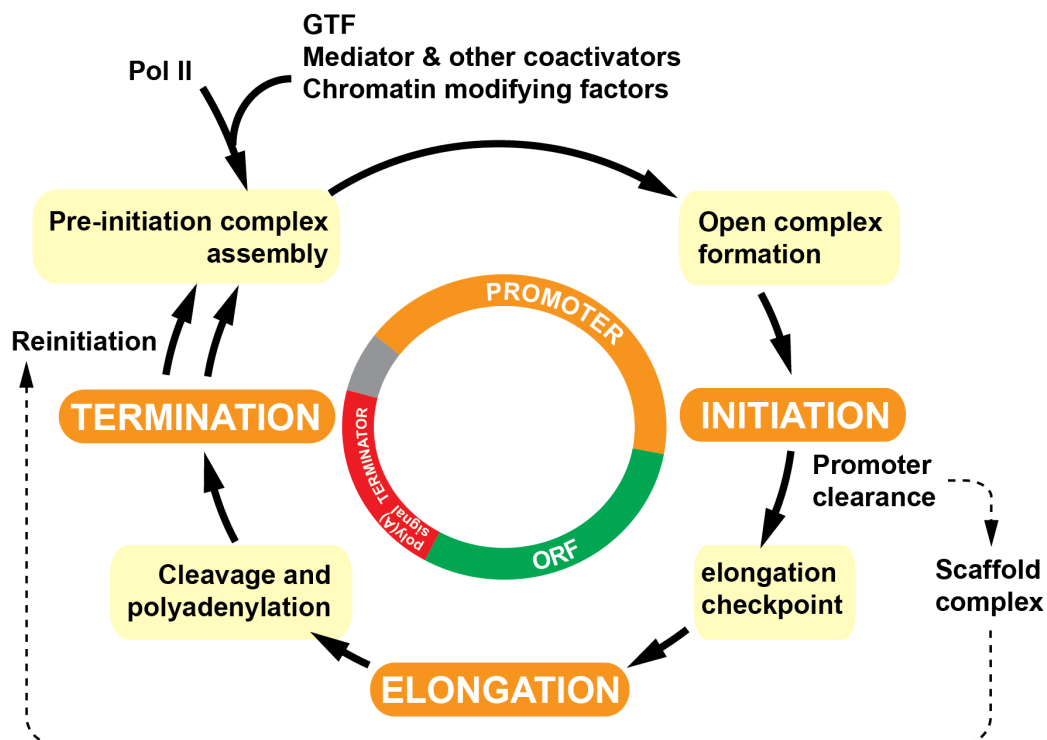 GTF
Mediator & other coactivators
Chromatin modifying factors
Pol II
Pre-initiation complex
assembly
Open complex
formation
PROMOTER
Reinitiation
TERMINATION
INITIATION
TERMINATOR
poly(A)
signal
ORF
Promoter
clearance
Cleavage and
polyadenylation
elongation
checkpoint
Scaffold
complex
ELONGATION